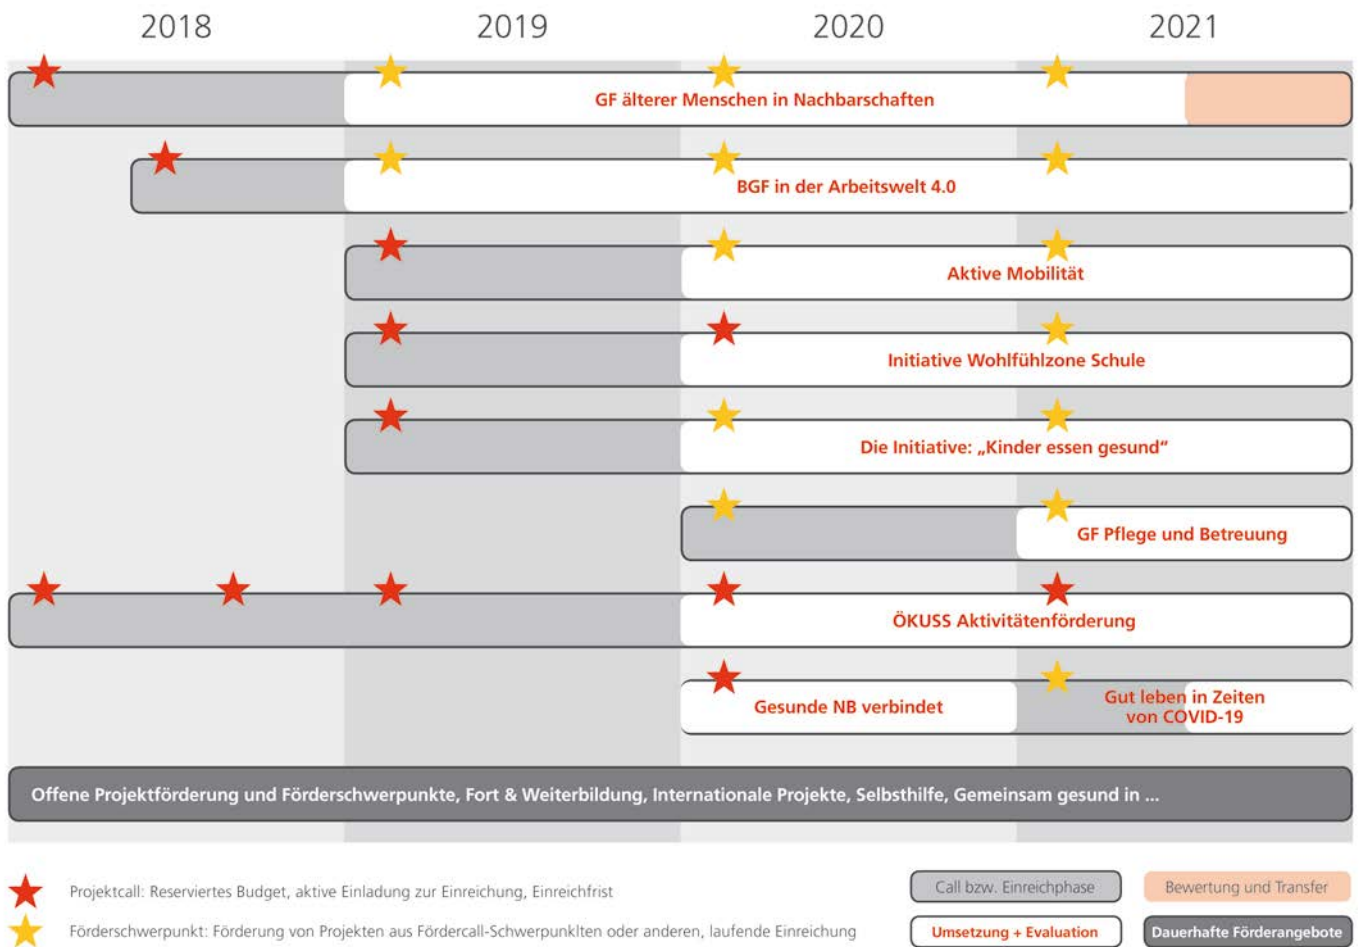 2018 2019 2020 2021
GF älterer Menschen in Nachbarschaften
BGF in der Arbeitswelt 4.0
Aktive Mobilität
Initiative Wohlfühlzone Schule
Die Initiative: „Kinder essen gesund“
GF Pflege und Betreuung
ÖKUSS Aktivitätenförderung
Gesunde NB verbindet
Gut leben in Zeiten
von COVID-19
Offene Projektförderung und Förderschwerpunkte, Fort & Weiterbildung, Internationale Projekte, Selbsthilfe, Gemeinsam gesund in ...
Projektcall: Reserviertes Budget, aktive Einladung zur Einreichung, Einreichfrist
Call bzw. Einreichphase
Bewertung und Transfer
Förderschwerpunkt: Förderung von Projekten aus Fördercall-Schwerpunklten oder anderen, laufende Einreichung
Umsetzung + Evaluation
Dauerhafte Förderangebote